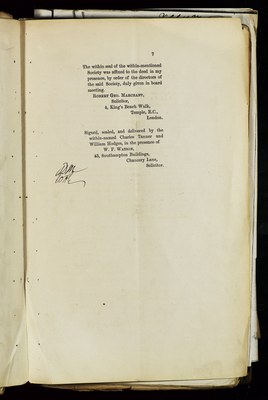 7
The within seal of the within-mentioned
Society was affixed to the deed in my
presence, by order of the directors of
the said Society, duly given in board
meeting.
ROBERT GEO. MARCHANT,
Solicitor,
4, King's Bench Walk,
Temple, E.C.,
London.
Signed, sealed, and delivered by the
within-named Charles Tanner and
William Hodges, in the presence of
W. F. WATSON,
Southampton Buildings,
Chancery Lane,
Solicitor.